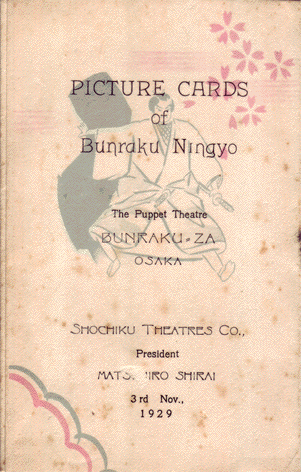 PICTURE CARDS
of
Bunraku Ningyo
The Puppet Theatre
BUNRAKU-ZA
OSAKA
SHOCHIKU THEATRES CO.,
President
SHIRAI
3rd Nov.,
1929